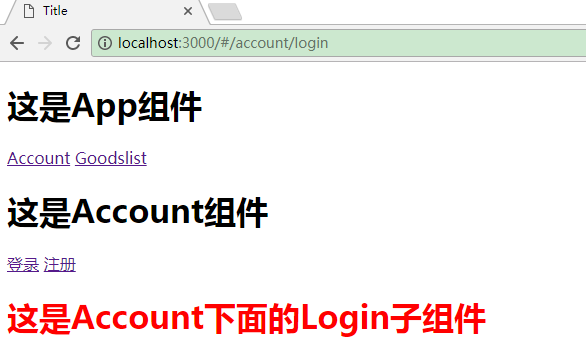 Title
localhost:3000/#/account/login
这是App组件
Account Goodslist
这是Account组件
登录 注册
这是Account下面的Login子组件